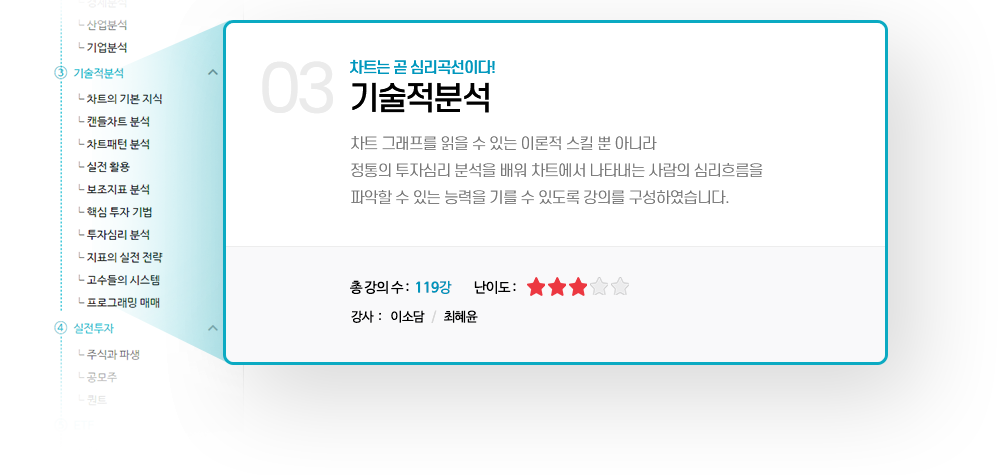 경제분석
└ 산업분석
└ 기업분석
③ 기술적분석
└ 차트의 기본 지식
└ 캔들차트 분석
└ 차트패턴 분석
└ 실전 활용
└ 보조지표 분석
└ 핵심 투자 기법
└ 투자심리 분석
└ 지표의 실전 전략
└ 고수들의 시스템
└ 프로그래밍 매매
④ 실전투자
└ 주식과 파생
└ 공모주
└ 퀀트
03
차트는 곧 심리곡선이다!
기술적분석
차트 그래프를 읽을 수 있는 이론적 스킬 뿐 아니라
정통의 투자심리 분석을 배워 차트에서 나타내는 사람의 심리흐름을
파악할 수 있는 능력을 기를 수 있도록 강의를 구성하였습니다.
총 강의 수 : 119강 난이도 :
강사 : 이소담 / 최혜윤